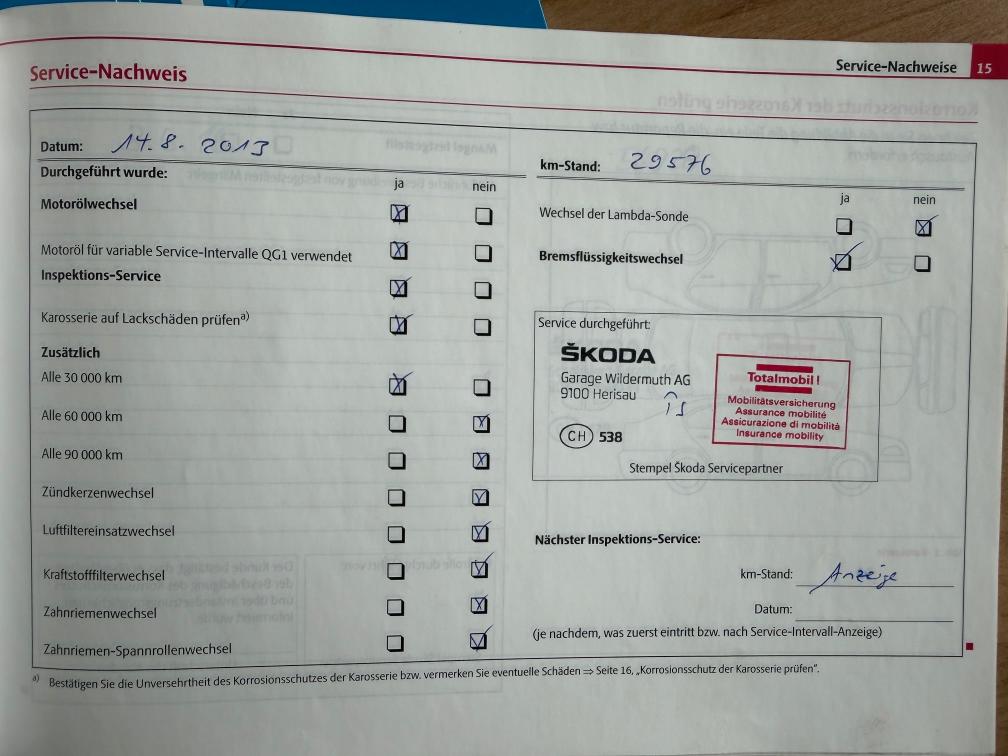 Service-Nachweise 15
Service-Nachweis
Datum: 14.8. 2013
Durchgeführt wurde:
ja nein
Motorölwechsel
Motoröl für variable Service-Intervalle QG1 verwendet
Inspektions-Service
Karosserie auf Lackschäden prüfen a)
Zusätzlich
Alle 30 000 km
Alle 60 000 km
Alle 90 000 km
Zündkerzenwechsel
Luftfiltereinsatzwechsel
Kraftstofffilterwechsel
Zahnriemenwechsel
Zahnriemen-Spannrollenwechsel
km-Stand: 29576
ja nein
Wechsel der Lambda-Sonde
Bremsflüssigkeitswechsel
Service durchgeführt:
ŠKODA
Garage Wildermuth AG
9100 Herisau
CH 538
Totalmobil!
Mobilitätsversicherung
Assurance mobilité
Assicurazione di mobilità
Insurance mobility
Stempel Škoda Servicepartner
Nächster Inspektions-Service:
km-Stand: Anzeige
Datum:
(je nachdem, was zuerst eintritt bzw. nach Service-Intervall-Anzeige)
a) Bestätigen Sie die Unversehrtheit des Korrosionsschutzes der Karosserie bzw. vermerken Sie eventuelle Schäden ⇒ Seite 16, „Korrosionsschutz der Karosserie prüfen“.